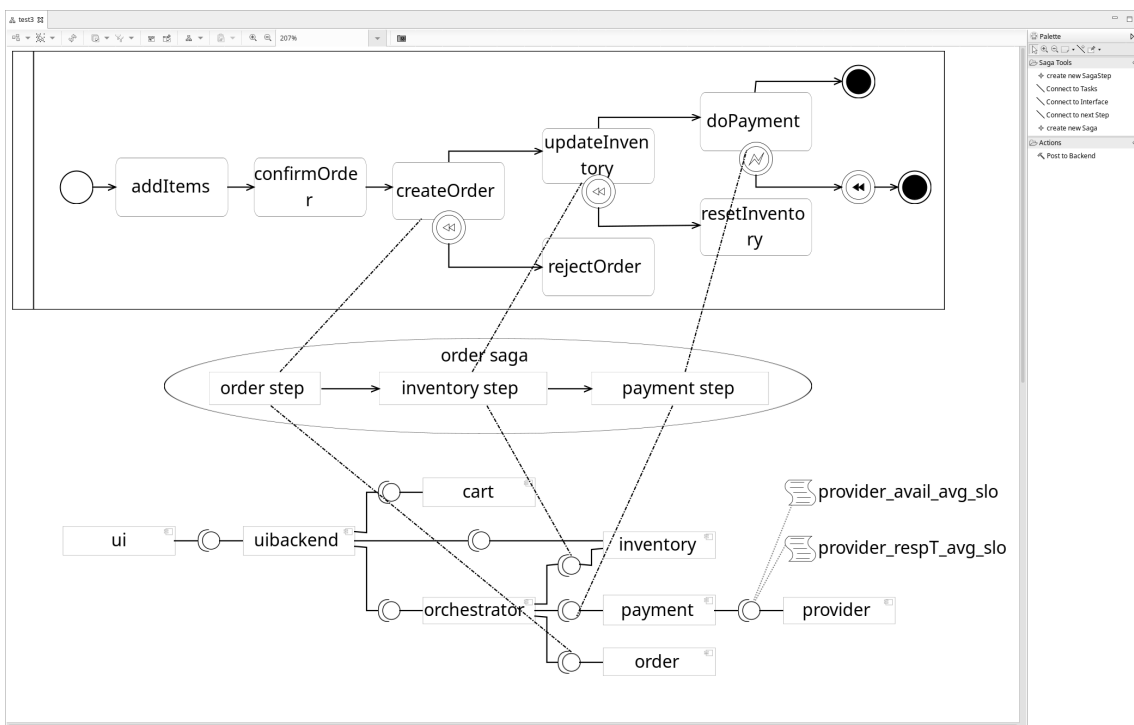 test3
207%
Palette
Saga Tools
create new SagaStep
Connect to Tasks
Connect to Interface
Connect to next Step
create new Saga
Actions
Post to Backend
addItems
confirmOrde
r
createOrder
updateInven
tory
doPayment
resetInvento
ry
rejectOrder
order saga
order step
inventory step
payment step
cart
provider_avail_avg_slo
ui
uibackend
inventory
provider_respT_avg_slo
orchestrator
payment
provider
order